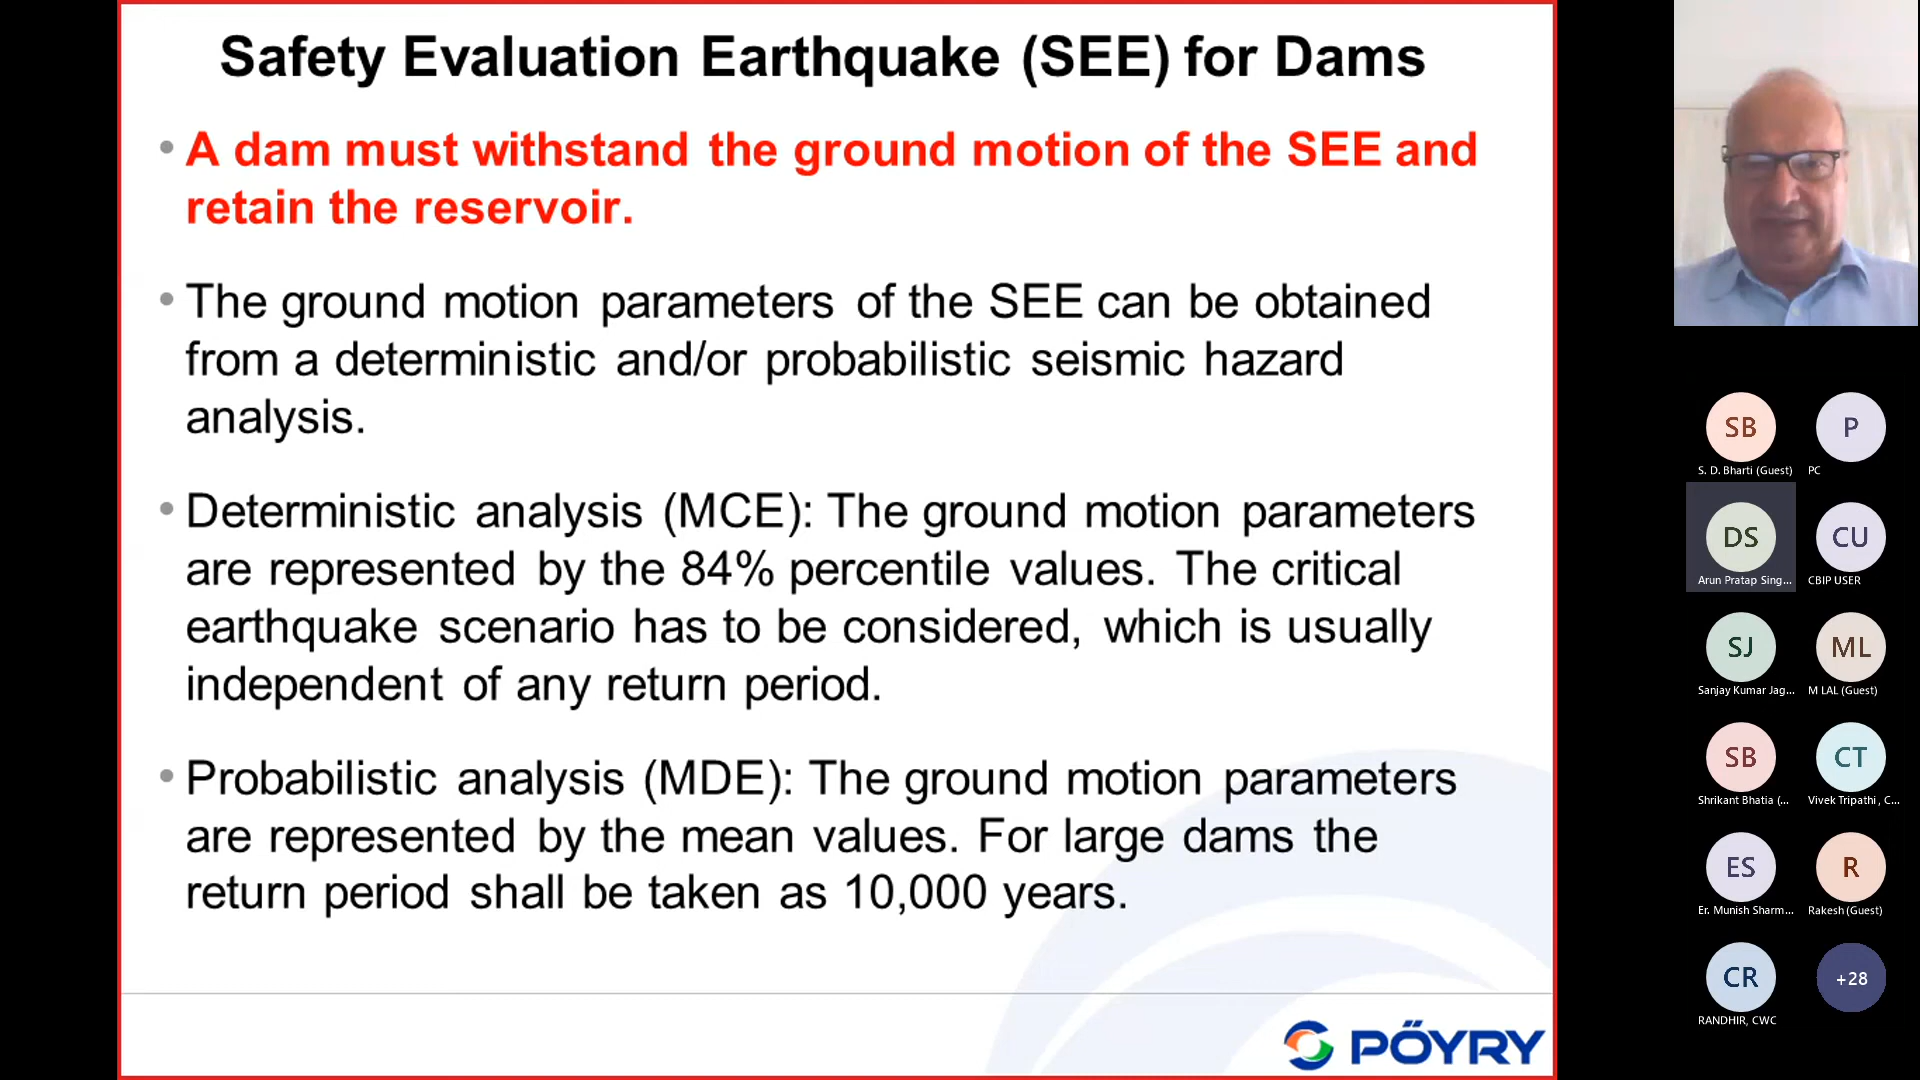 Safety Evaluation Earthquake (SEE) for Dams
• A dam must withstand the ground motion of the SEE and
retain the reservoir.
• The ground motion parameters of the SEE can be obtained
from a deterministic and/or probabilistic seismic hazard
analysis.
• Deterministic analysis (MCE): The ground motion parameters
are represented by the 84% percentile values. The critical
earthquake scenario has to be considered, which is usually
independent of any return period.
• Probabilistic analysis (MDE): The ground motion parameters
are represented by the mean values. For large dams the
return period shall be taken as 10,000 years.
PÖYRY
SB
P
S. D. Bharti (Guest)
PC
DS
CU
Arun Pratap Sing...
CBIP USER
SJ
ML
Sanjay Kumar Jag...
M LAL (Guest)
SB
CT
Shrikant Bhatia (...
Vivek Tripathi , C...
ES
R
Er. Munish Sharm...
Rakesh (Guest)
CR
+28
RANDHIR, CWC